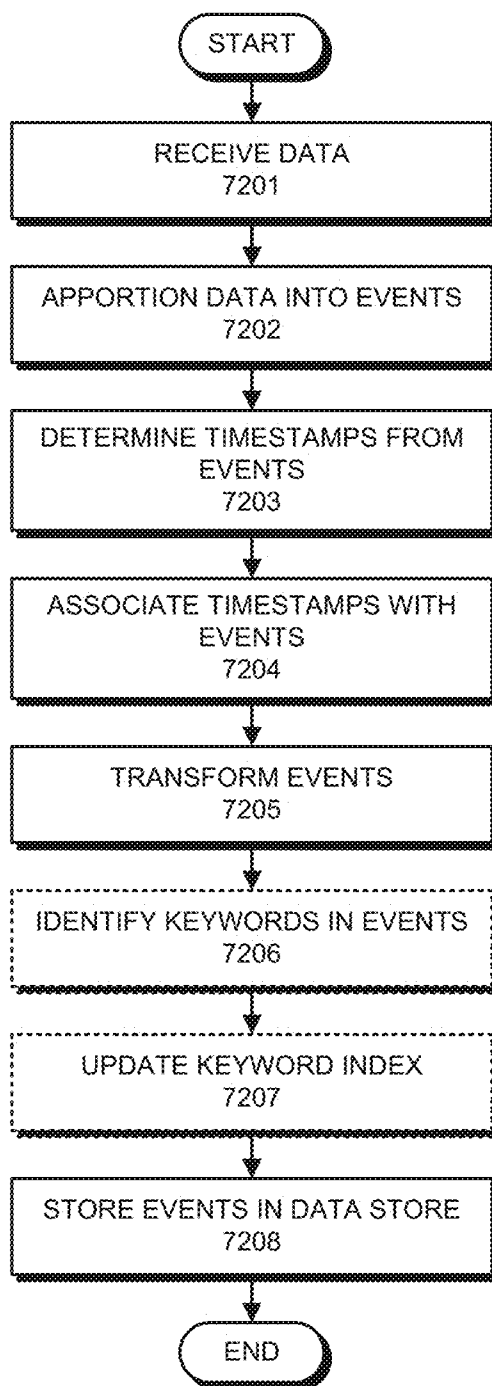 START
RECEIVE DATA
7201
APPORTION DATA INTO EVENTS
7202
DETERMINE TIMESTAMPS FROM
EVENTS
7203
ASSOCIATE TIMESTAMPS WITH
EVENTS
7204
TRANSFORM EVENTS
7205
IDENTIFY KEYWORDS IN EVENTS
7206
UPDATE KEYWORD INDEX
7207
STORE EVENTS IN DATA STORE
7208
END